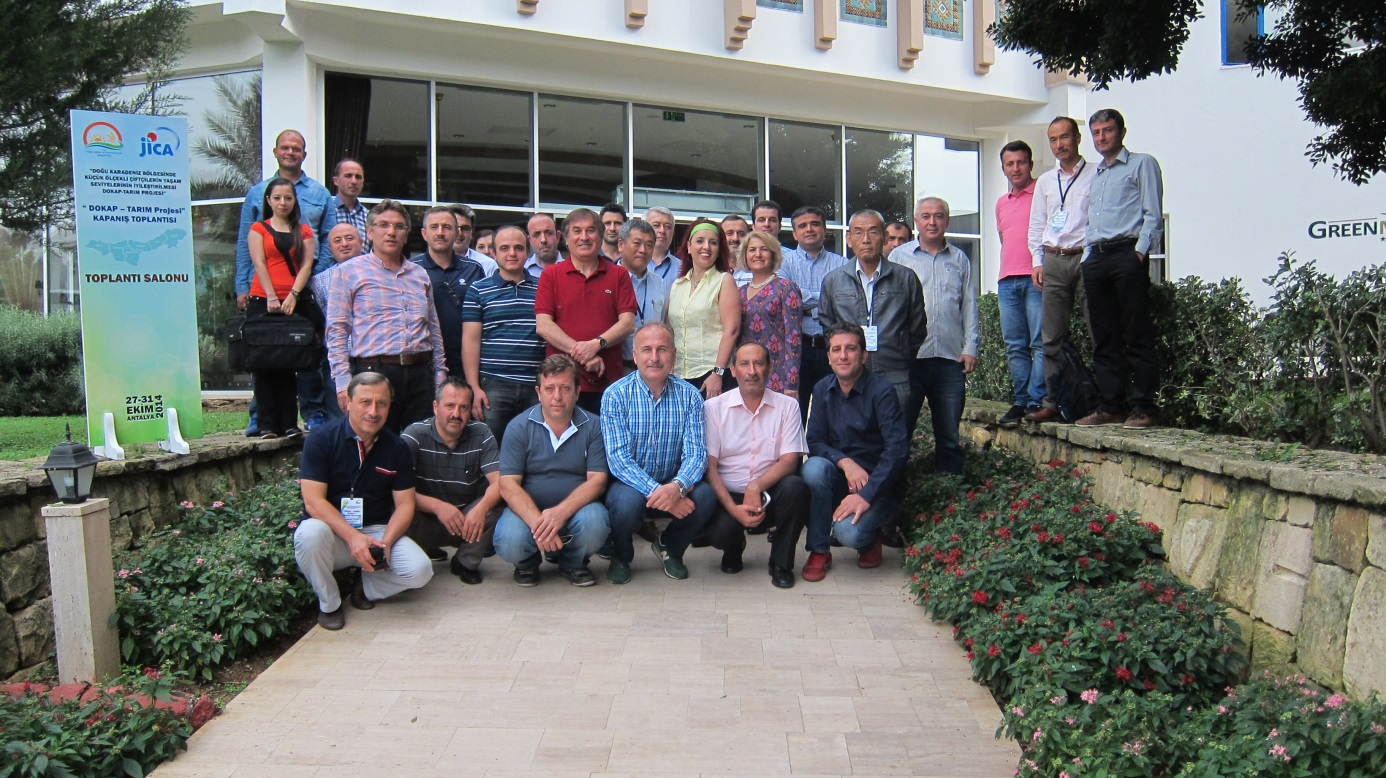 JICA
"DOĞU KARADENİZ BÖLGESİNDE
KÜÇÜK ÖLÇEKLİ ÇİFTÇİLERİN YAŞAM
SEVİYELERİNİN İYİLEŞTİRİLMESİ
DOKAP-TARIM PROJESİ"
" DOKAP – TARIM Projesi"
KAPANIŞ TOPLANTISI
TOPLANTI SALONU
27-31
EKİM
ANTALYA
2014
GREEN